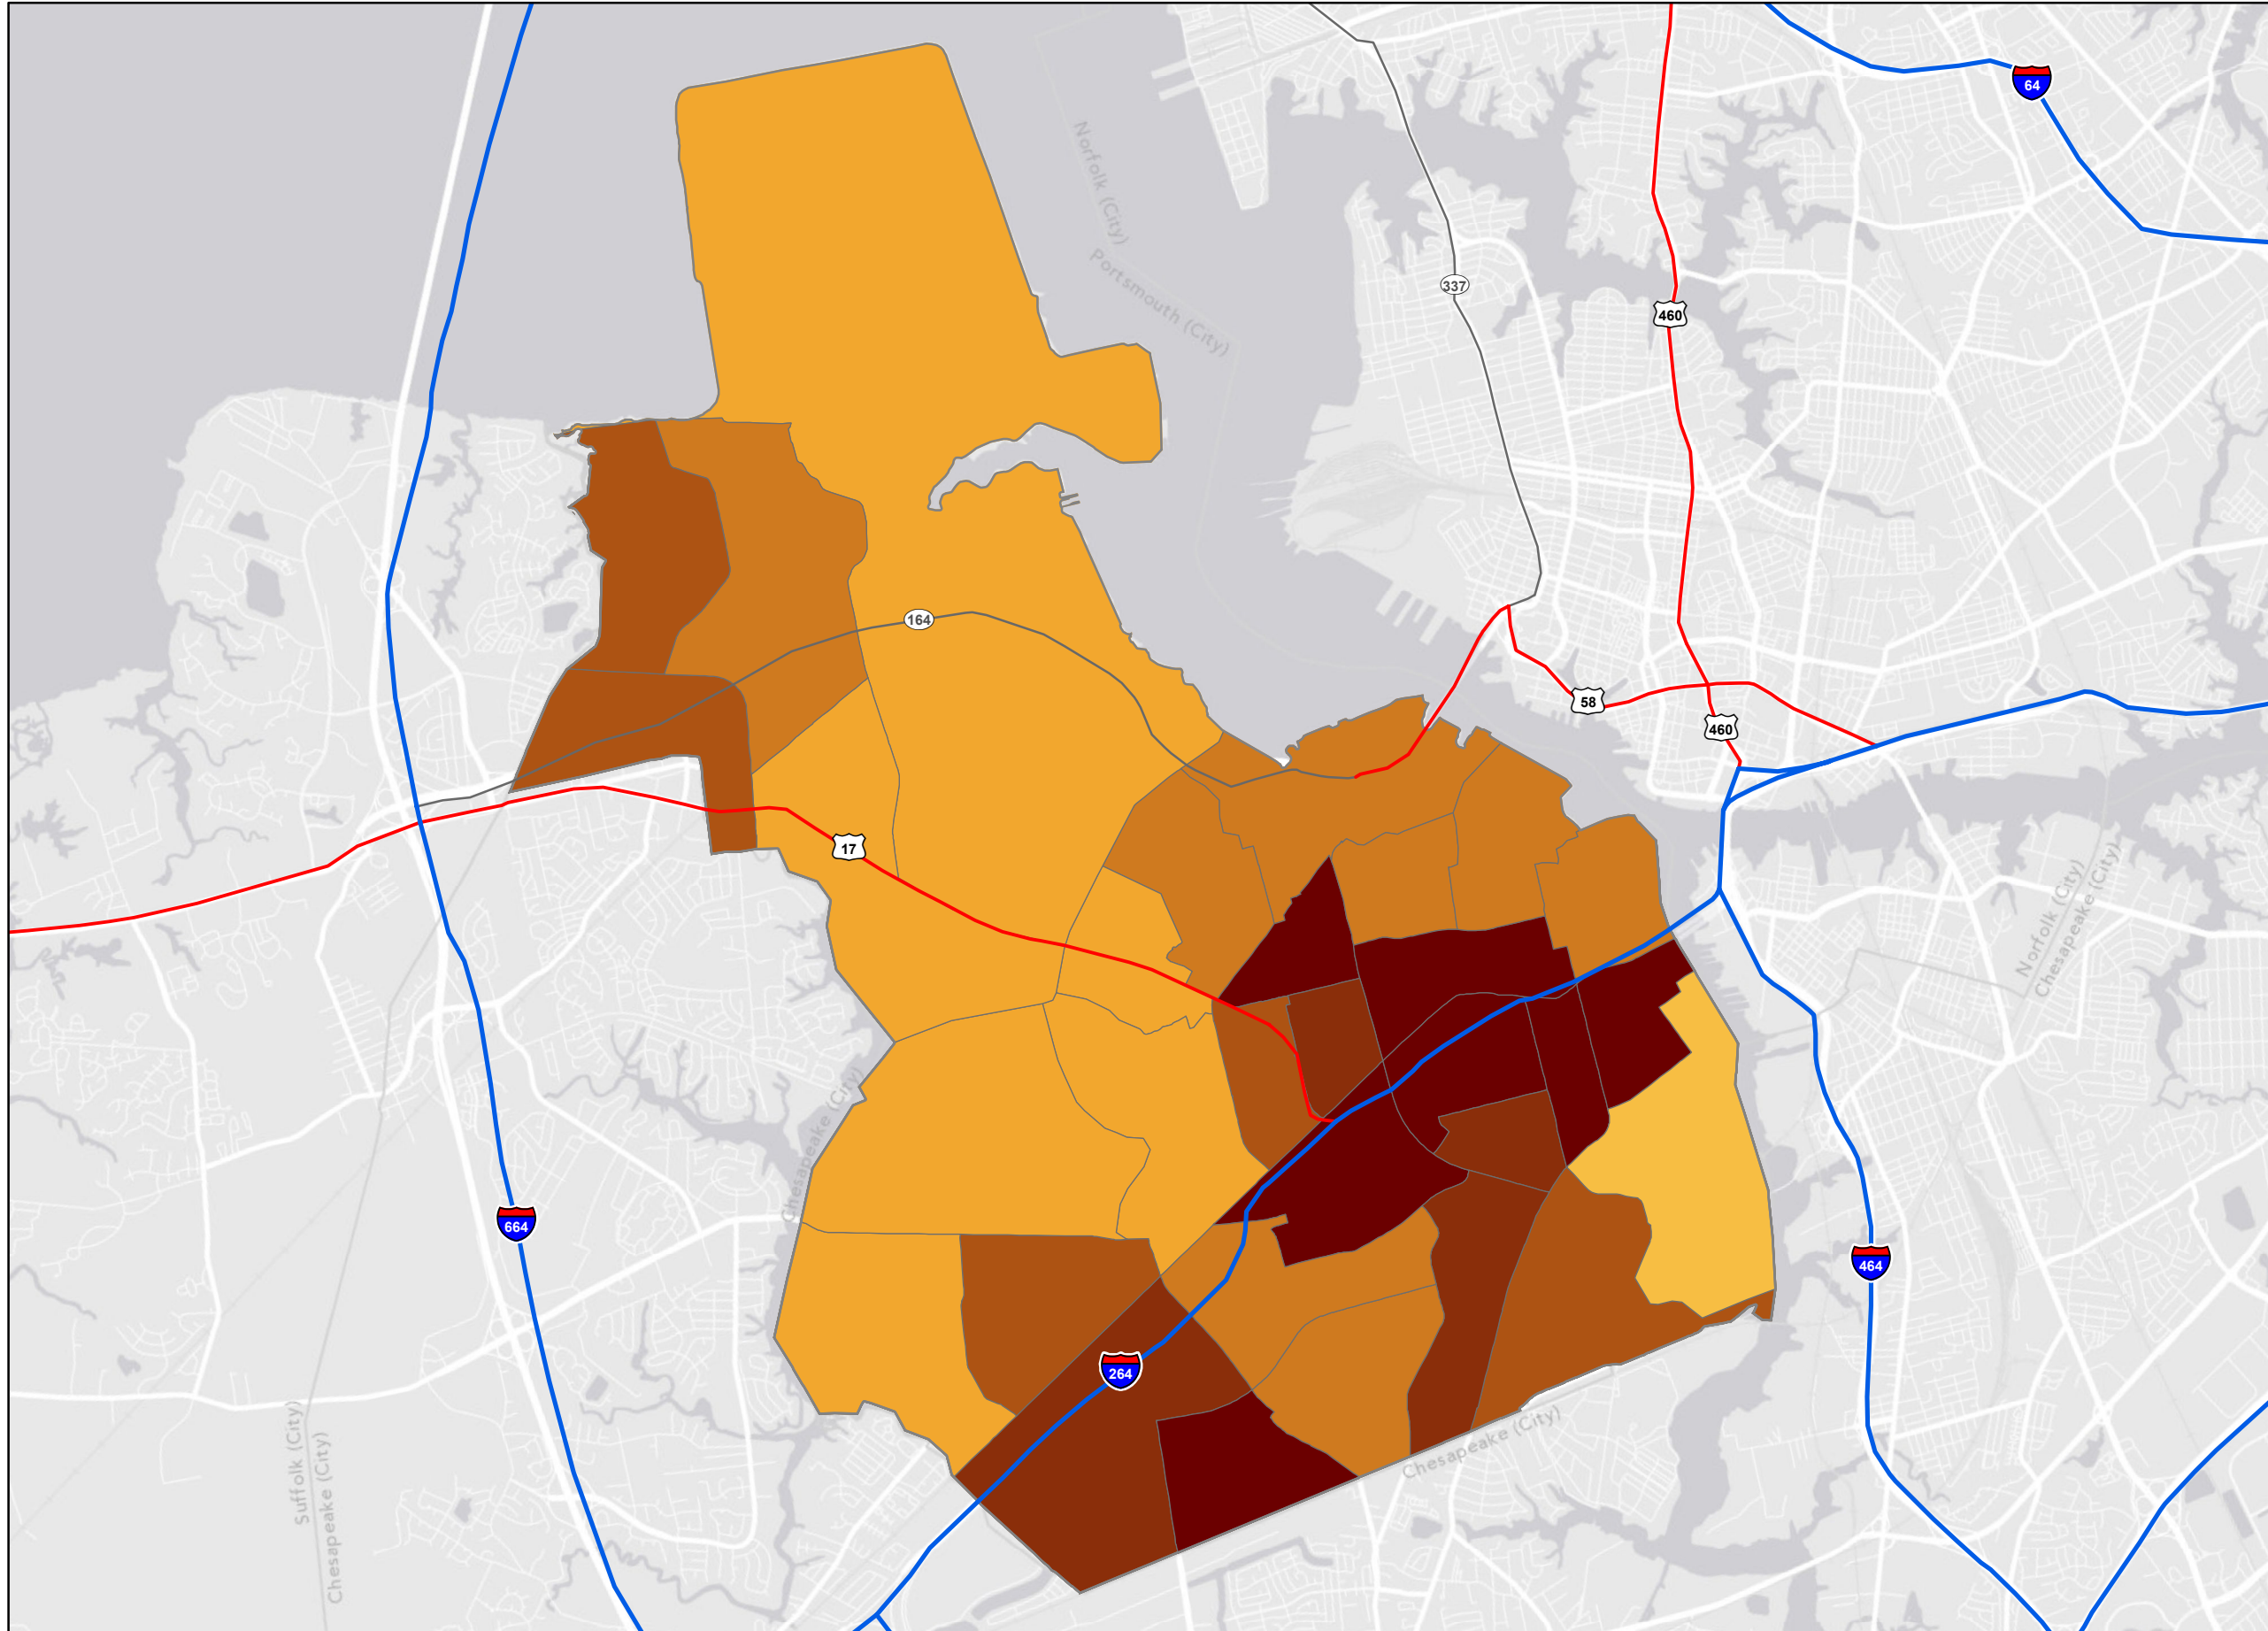 64
Norfolk (City)
Portsmouth (City)
337
460
164
58
460
17
Norfolk (City)
Chesapeake (City)
Chesapeake (City)
664
464
264
Suffolk (City)
Chesapeake (City)
Chesapeake (City)